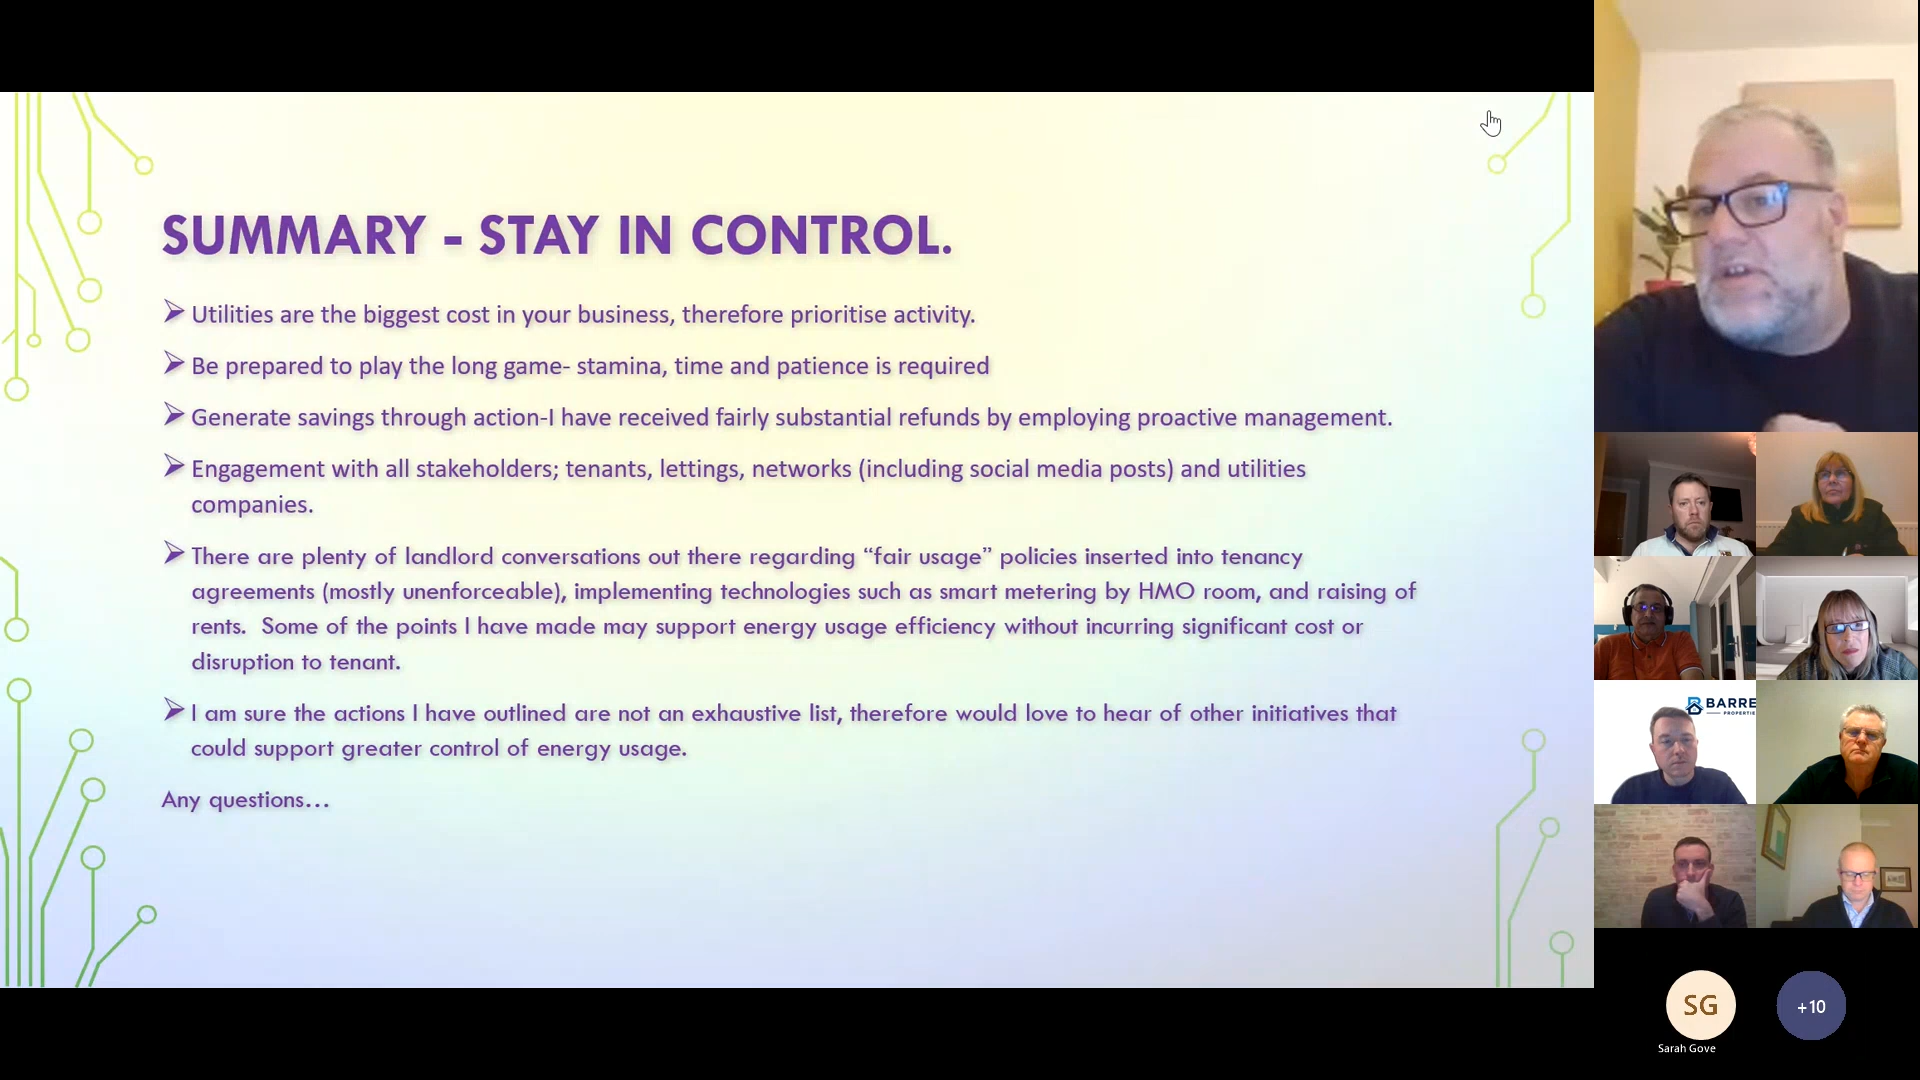 SUMMARY - STAY IN CONTROL.
Utilities are the biggest cost in your business, therefore prioritise activity.
Be prepared to play the long game- stamina, time and patience is required
Generate savings through action-I have received fairly substantial refunds by employing proactive management.
Engagement with all stakeholders; tenants, lettings, networks (including social media posts) and utilities
companies.
There are plenty of landlord conversations out there regarding “fair usage” policies inserted into tenancy
agreements (mostly unenforceable), implementing technologies such as smart metering by HMO room, and raising of
rents.  Some of the points I have made may support energy usage efficiency without incurring significant cost or
disruption to tenant.
I am sure the actions I have outlined are not an exhaustive list, therefore would love to hear of other initiatives that
could support greater control of energy usage.
Any questions…
BARRE
PROPERTIE
SG
+10
Sarah Gove